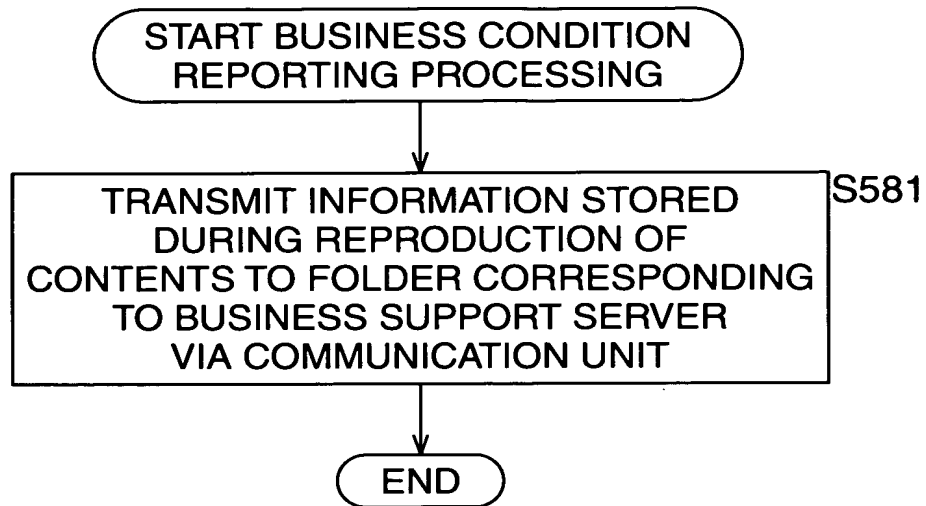 START BUSINESS CONDITION
REPORTING PROCESSING
S581
TRANSMIT INFORMATION STORED
DURING REPRODUCTION OF
CONTENTS TO FOLDER CORRESPONDING
TO BUSINESS SUPPORT SERVER
VIA COMMUNICATION UNIT
END